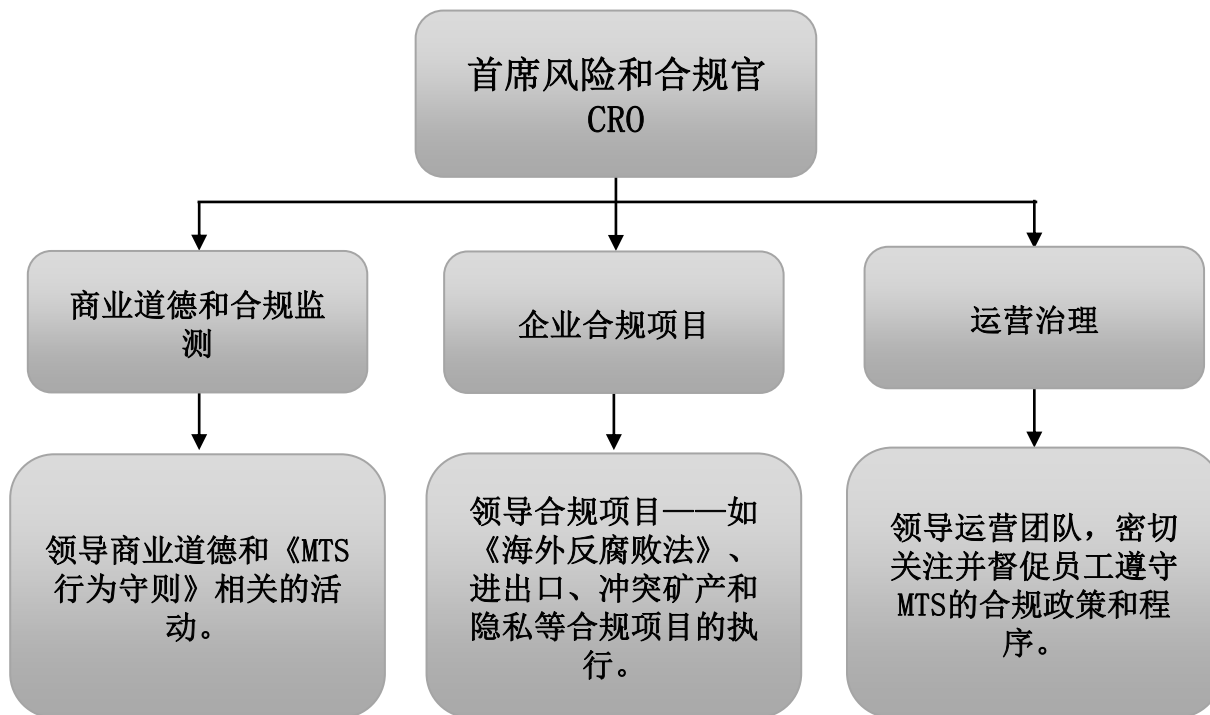 首席风险和合规官
CRO
商业道德和合规监
测
企业合规项目
运营治理
领导商业道德和《MTS
行为守则》相关的活
动。
领导合规项目——如
《海外反腐败法》、
进出口、冲突矿产和
隐私等合规项目的执
行。
领导运营团队，密切
关注并督促员工遵守
MTS的合规政策和程
序。